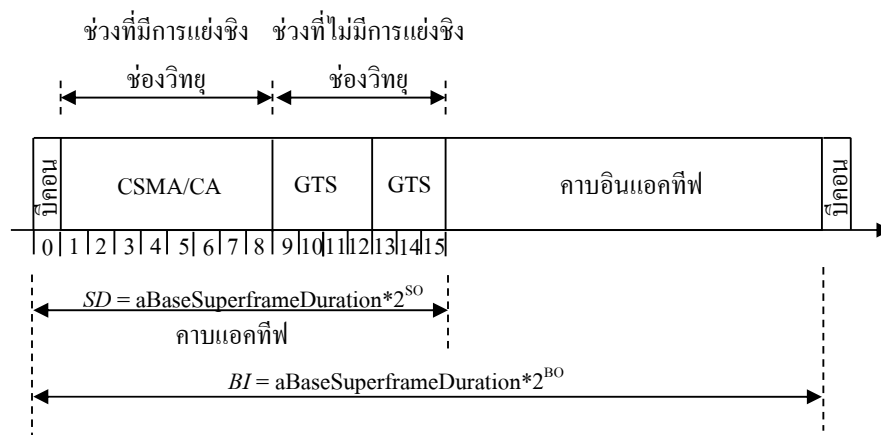 ช่วงที่มีการแย่งชิง ช่วงที่ไม่มีการแย่งชิง
ช่องวิทยุ ช่องวิทยุ
บีคอน CSMA/CA GTS GTS คาบอินแอคทีฟ บีคอน
0 1 2 3 4 5 6 7 8 9 10 11 12 13 14 15
SD = aBaseSuperframeDuration*2^SO
คาบแอคทีฟ
BI = aBaseSuperframeDuration*2^BO